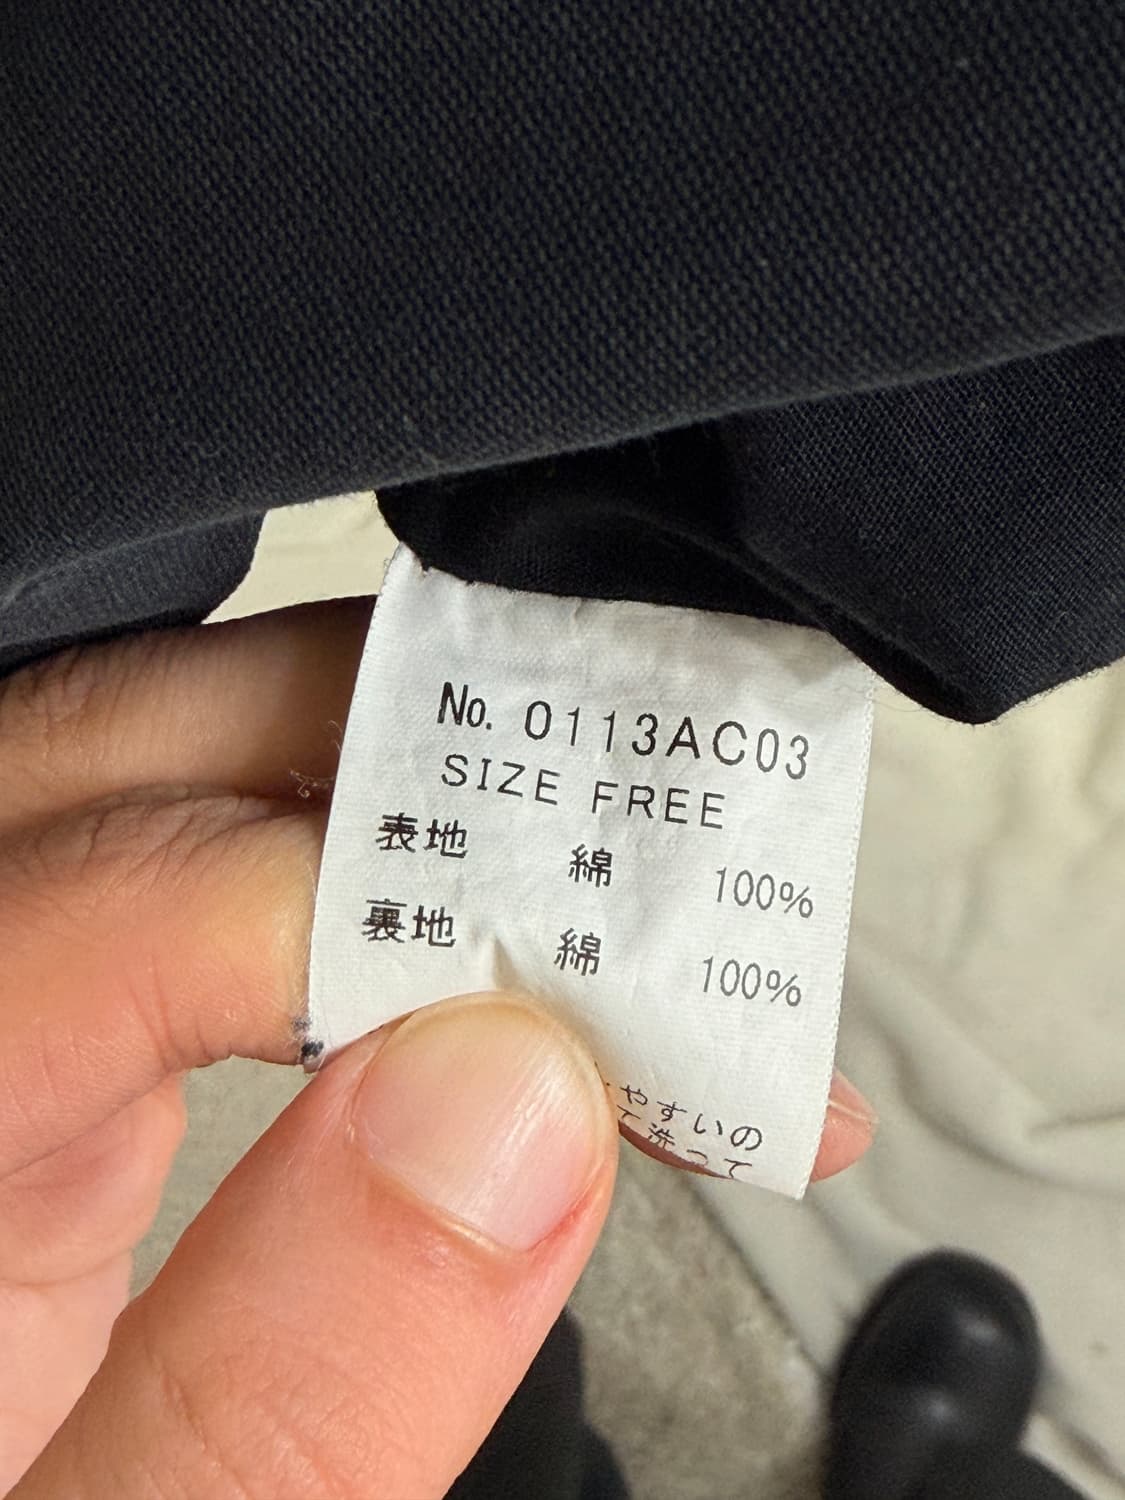 No. 0113AC03
SIZE FREE
表地 綿 100%
裏地 綿 100%
やすいの
洗って